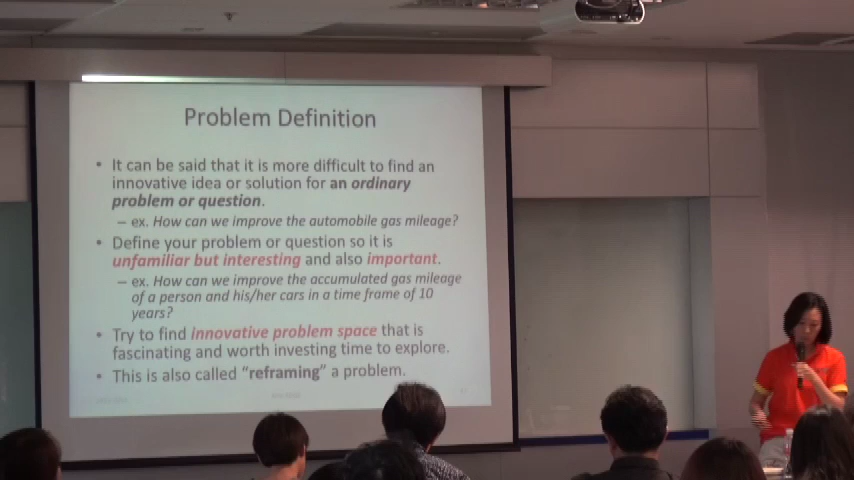 Problem Definition
• It can be said that it is more difficult to find an
innovative idea or solution for an ordinary
problem or question.
– ex. How can we improve the automobile gas mileage?
• Define your problem or question so it is
unfamiliar but interesting and also important.
– ex. How can we improve the accumulated gas mileage
of a person and his/her cars in a time frame of 10
years?
• Try to find innovative problem space that is
fascinating and worth investing time to explore.
• This is also called “reframing” a problem.